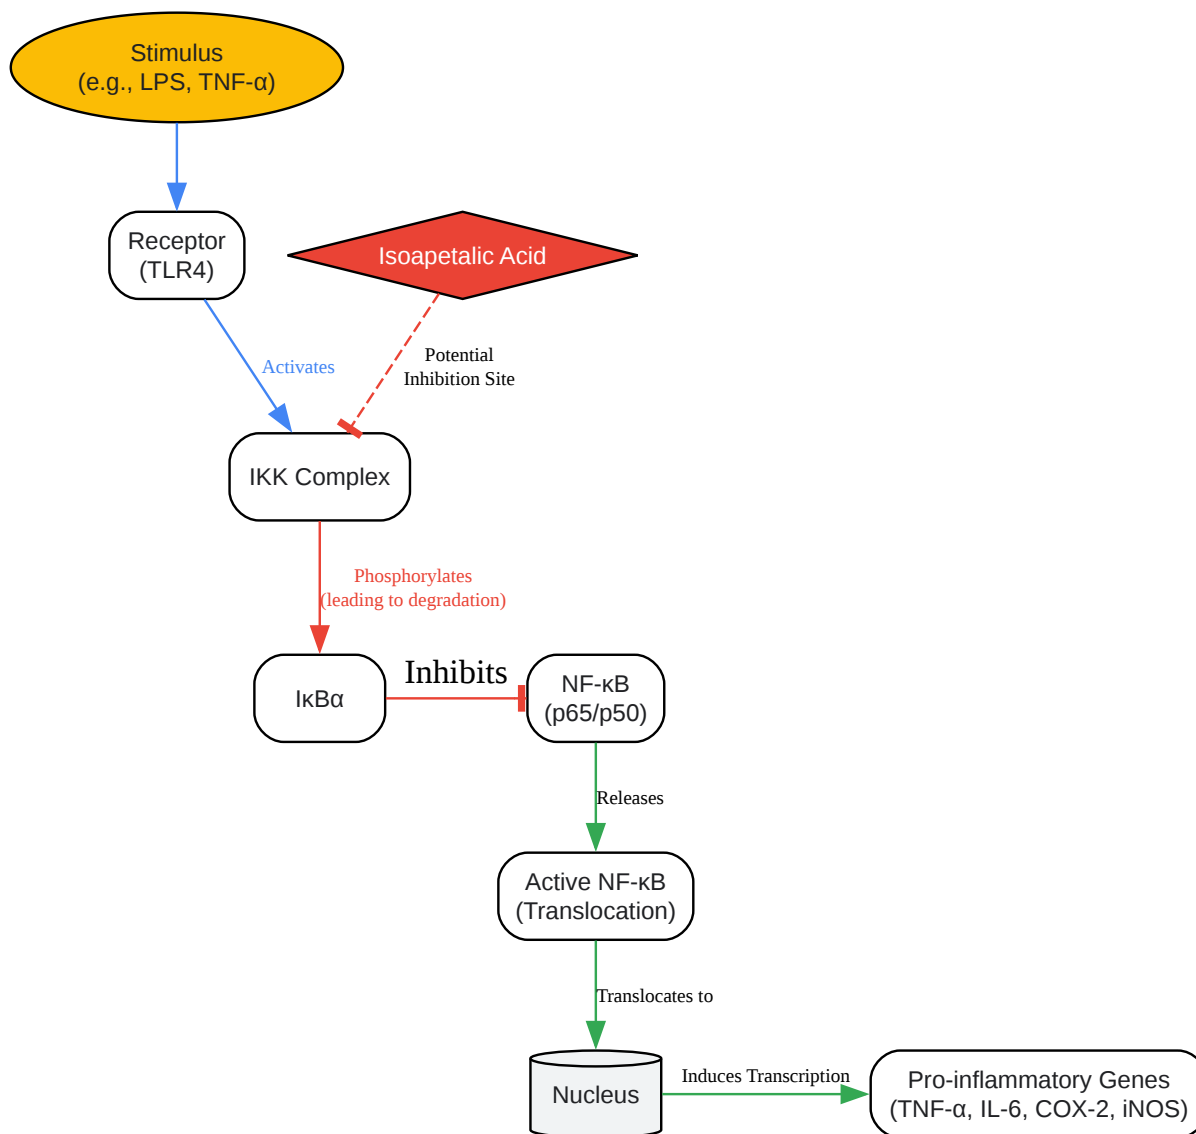 Stimulus
(e.g., LPS, TNF-α)
Receptor
(TLR4)
Isoapetalic Acid
Activates
Potential
Inhibition Site
IKK Complex
Phosphorylates
(leading to degradation)
IκBα
Inhibits
NF-κB
(p65/p50)
Releases
Active NF-κB
(Translocation)
Translocates to
Nucleus
Induces Transcription
Pro-inflammatory Genes
(TNF-α, IL-6, COX-2, iNOS)